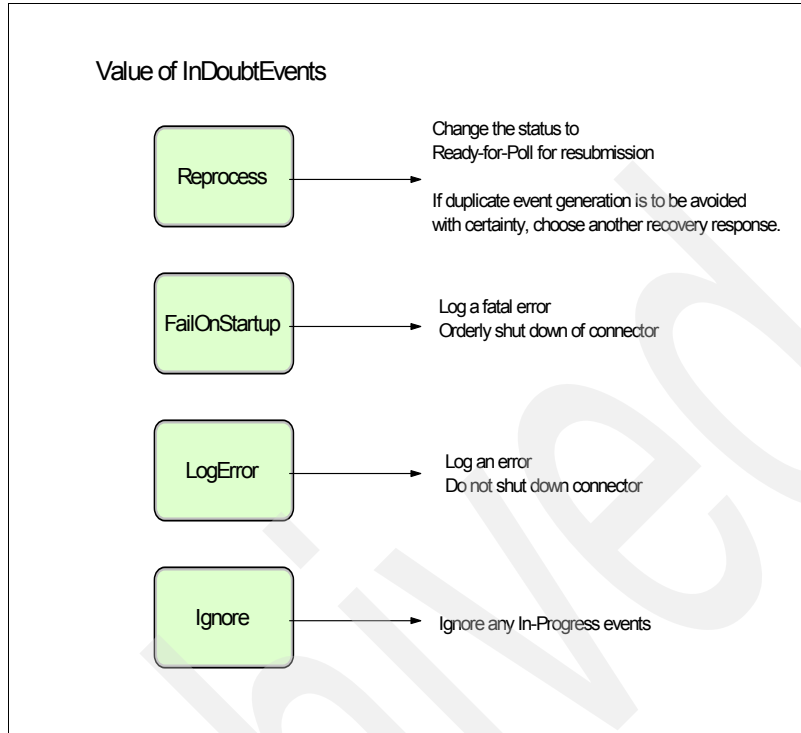 Value of InDoubtEvents
Reprocess
Change the status to
Ready-for-Poll for resubmission
If duplicate event generation is to be avoided
with certainty, choose another recovery response.
FailOnStartup
Log a fatal error
Orderly shut down of connector
LogError
Log an error
Do not shut down connector
Ignore
Ignore any In-Progress events
hived